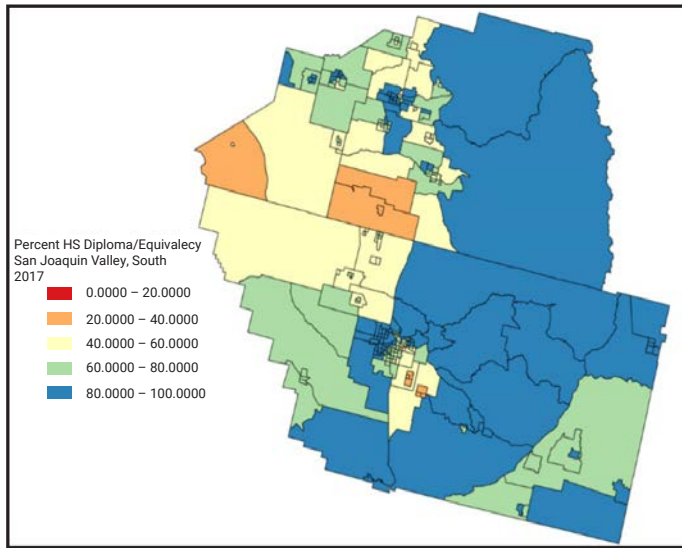 Percent HS Diploma/Equivalecy
San Joaquin Valley, South
2017
0.0000 – 20.0000
20.0000 – 40.0000
40.0000 – 60.0000
60.0000 – 80.0000
80.0000 – 100.0000